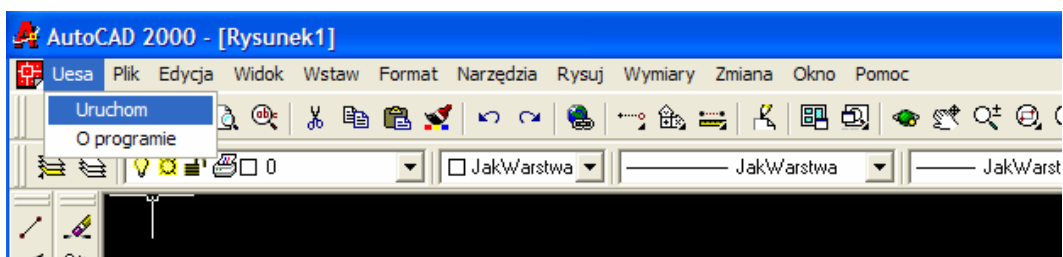 AutoCAD 2000 - [Rysunek1]
Uesa Plik Edycja Widok Wstaw Format Narzędzia Rysuj Wymiary Zmiana Okno Pomoc
Uruchom
O programie
0 JakWarstwa JakWarstwa JakWarst